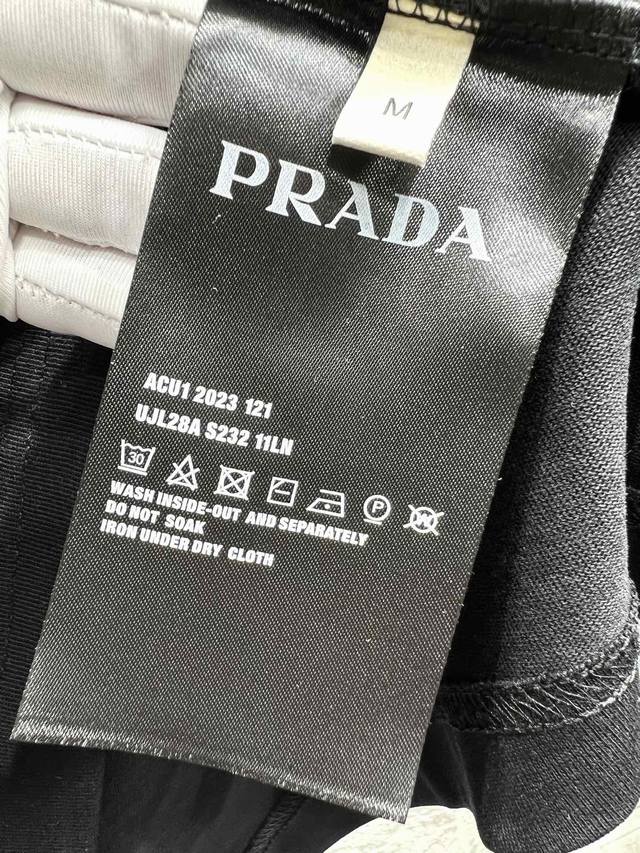 M
PRADA
ACU1 2023 121
UJL28A S232 11LN
30
P
W
WASH INSIDE-OUT AND SEPARATELY
DO NOT SOAK
IRON UNDER DRY CLOTH